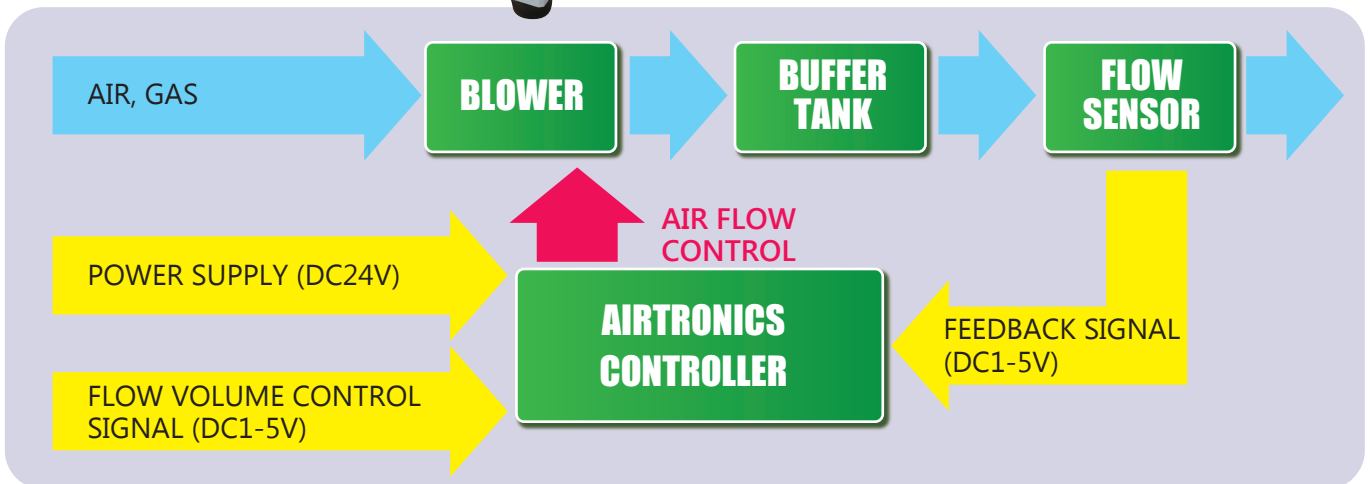 AIR, GAS
BLOWER
BUFFER
TANK
FLOW
SENSOR
AIR FLOW
CONTROL
POWER SUPPLY (DC24V)
AIRTRONICS
CONTROLLER
FEEDBACK SIGNAL
(DC1-5V)
FLOW VOLUME CONTROL
SIGNAL (DC1-5V)